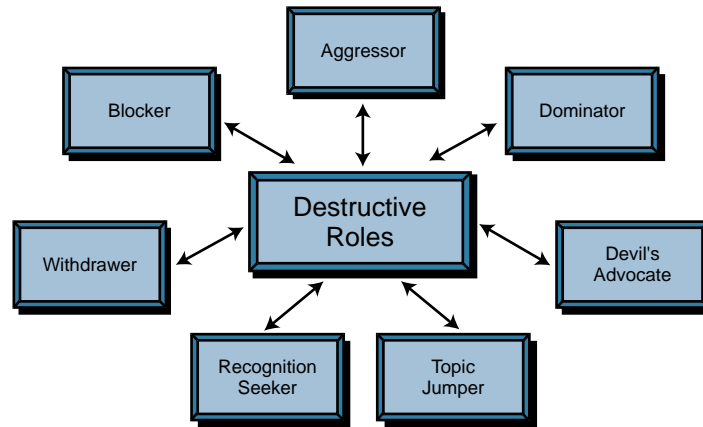 Aggressor
Blocker
Dominator
Destructive
Roles
Withdrawer
Devil's
Advocate
Recognition
Seeker
Topic
Jumper